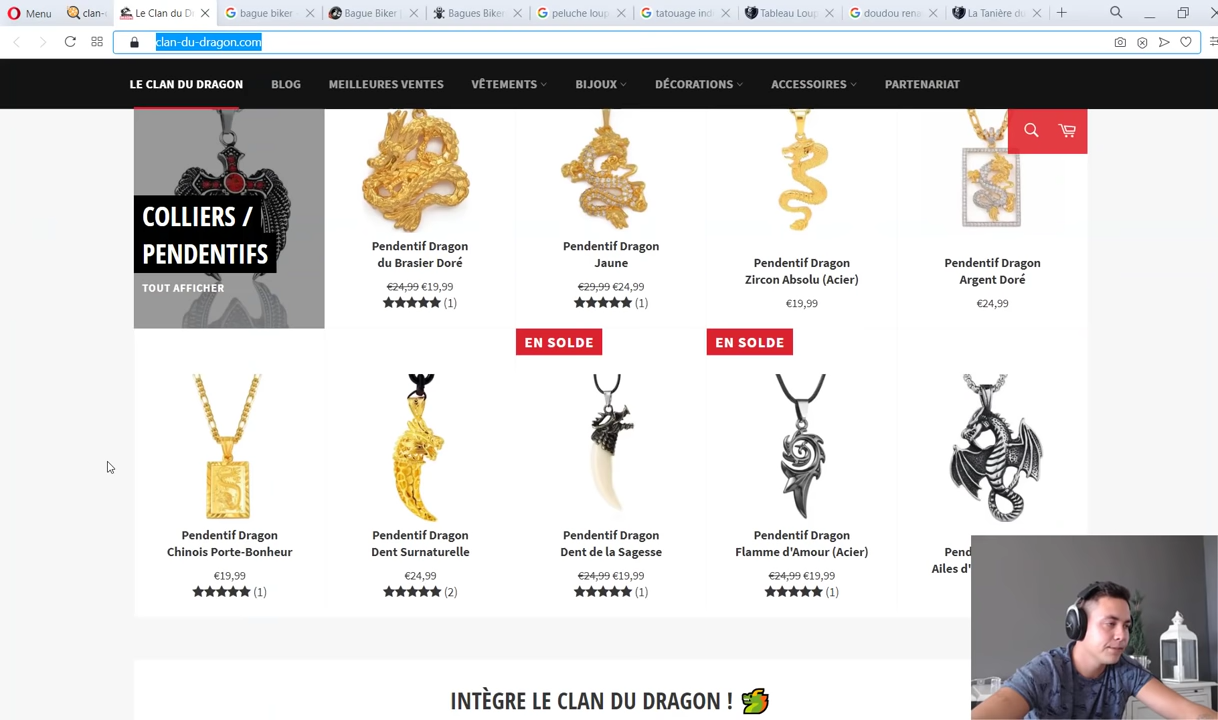 Menu
clan-
Le Clan du D
bague biker
Bague Biker
Bagues Biker
peluche loup
tatouage indi
Tableau Loup
doudou rena
La Tanière du
clan-du-dragon.com
LE CLAN DU DRAGON
BLOG
MEILLEURES VENTES
VÊTEMENTS
BIJOUX
DÉCORATIONS
ACCESSOIRES
PARTENARIAT
COLLIERS /
PENDENTIFS
TOUT AFFICHER
Pendentif Dragon
du Brasier Doré
€24,99 €19,99
(1)
Pendentif Dragon
Jaune
€29,99 €24,99
(1)
Pendentif Dragon
Zircon Absolu (Acier)
€19,99
Pendentif Dragon
Argent Doré
€24,99
EN SOLDE
EN SOLDE
Pendentif Dragon
Chinois Porte-Bonheur
€19,99
(1)
Pendentif Dragon
Dent Surnaturelle
€24,99
(2)
Pendentif Dragon
Dent de la Sagesse
€24,99 €19,99
(1)
Pendentif Dragon
Flamme d'Amour (Acier)
€24,99 €19,99
(1)
Pend
Ailes d'
INTÈGRE LE CLAN DU DRAGON !